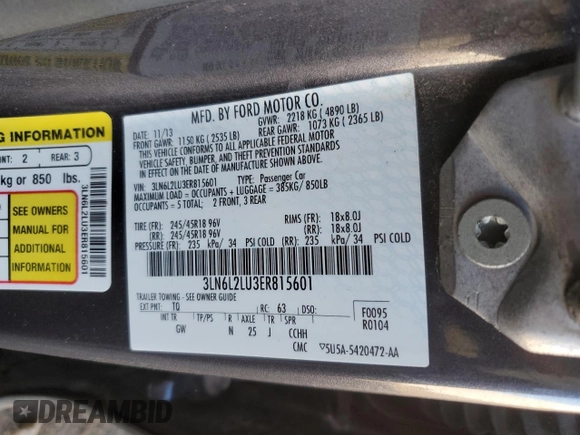 G INFORMATION
NT: 2 REAR: 3
kg or 850 lbs.
SEE OWNERS
MANUAL FOR
ADDITIONAL
INFORMATION
3LN6L2LU3ER815601
MFD. BY FORD MOTOR CO.
11/13 GVWR: 2218 KG ( 4890 LB)
FRONT GAWR: 1150 KG ( 2535 LB) REAR GAWR: 1073 KG ( 2365 LB)
THIS VEHICLE CONFORMS TO ALL APPLICABLE FEDERAL MOTOR
VEHICLE SAFETY, BUMPER, AND THEFT PREVENTION STANDARDS
IN EFFECT ON THE DATE OF MANUFACTURE SHOWN ABOVE.
VIN: 3LN6L2LU3ER815601 TYPE: Passenger Car
MAXIMUM LOAD = OCCUPANTS + LUGGAGE = 385KG/ 850LB
OCCUPANTS = 5 TOTAL: 2 FRONT, 3 REAR
TIRE (FR): 245/45R18 96V RIMS (FR): 18x8.0J
(RR): 245/45R18 96V (RR): 18x8.0J
PRESSURE (FR): 235 kPa/ 34 PSI COLD (RR): 235 kPa/ 34 PSI COLD
3LN6L2LU3ER815601
TRAILER TOWING - SEE OWNER GUIDE
EXT PNT: TQ RC: 63 DSO:
F0095
R0104
INT TR TP/PS R AXLE TR SPR
GW N 25 J CCHH
CMC ▽5U5A-5420472-AA
DREAMBID